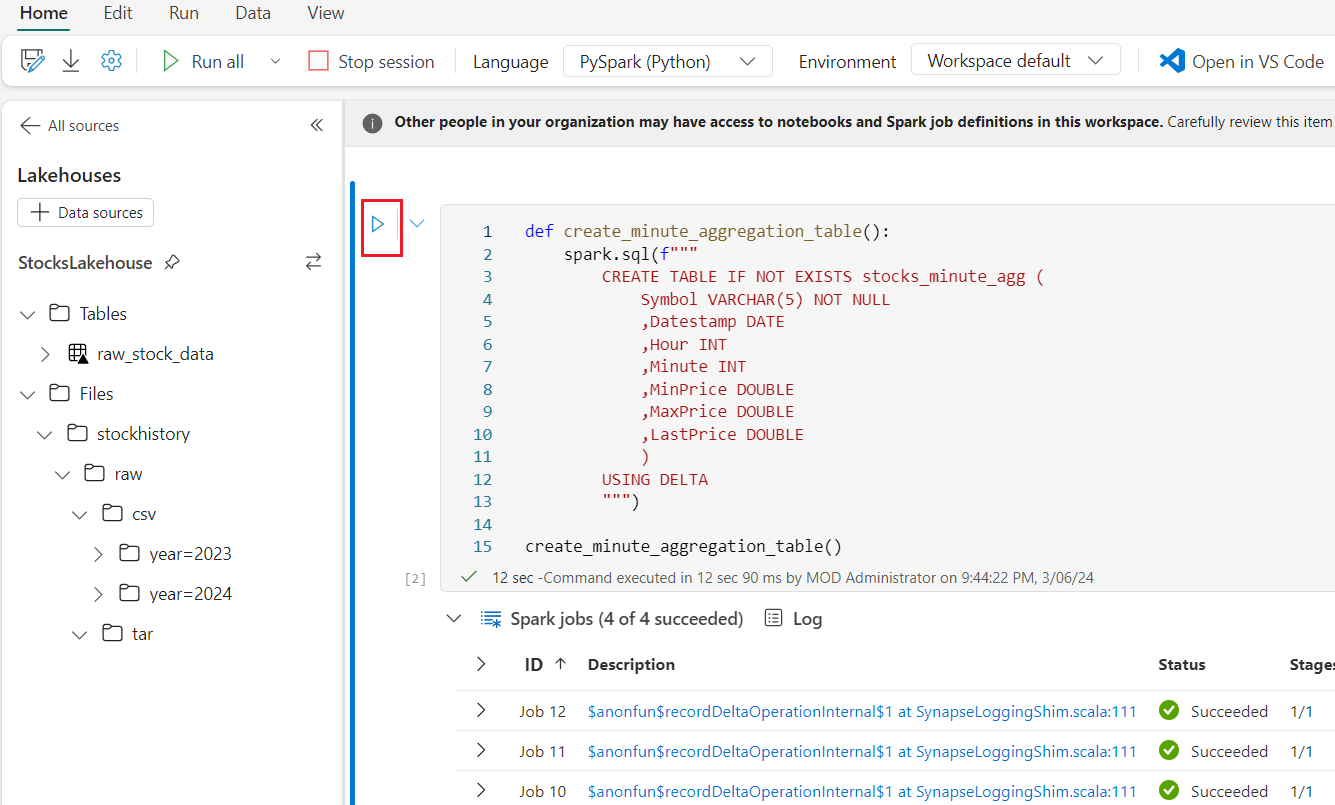 Home Edit Run Data View
Run all Stop session Language PySpark (Python) Environment Workspace default Open in VS Code
All sources
Other people in your organization may have access to notebooks and Spark job definitions in this workspace. Carefully review this item
Lakehouses
Data sources
StocksLakehouse
Tables
raw_stock_data
Files
stockhistory
raw
csv
year=2023
year=2024
tar
1 def create_minute_aggregation_table():
2 spark.sql(f"""
3 CREATE TABLE IF NOT EXISTS stocks_minute_agg (
4 Symbol VARCHAR(5) NOT NULL
5 ,Datestamp DATE
6 ,Hour INT
7 ,Minute INT
8 ,MinPrice DOUBLE
9 ,MaxPrice DOUBLE
10 ,LastPrice DOUBLE
11 )
12 USING DELTA
13 """)
14
15 create_minute_aggregation_table()
[2] 12 sec -Command executed in 12 sec 90 ms by MOD Administrator on 9:44:22 PM, 3/06/24
Spark jobs (4 of 4 succeeded) Log
ID Description Status Stages
Job 12 $anonfun$recordDeltaOperationInternal$1 at SynapseLoggingShim.scala:111 Succeeded 1/1
Job 11 $anonfun$recordDeltaOperationInternal$1 at SynapseLoggingShim.scala:111 Succeeded 1/1
Job 10 $anonfun$recordDeltaOperationInternal$1 at SynapseLoggingShim.scala:111 Succeeded 1/1